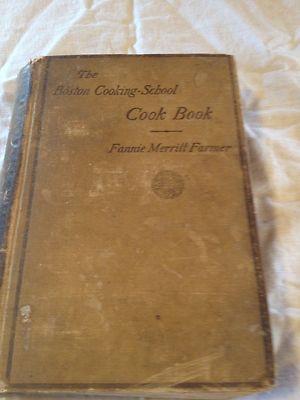 The
Boston Cooking-School
Cook Book
Fannie Merritt Farmer